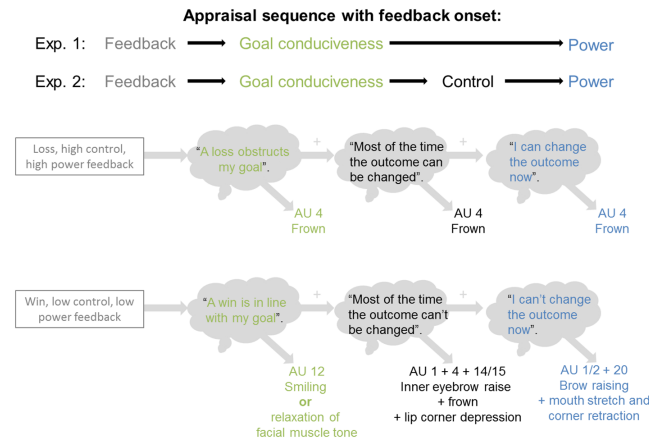 Appraisal sequence with feedback onset:
Exp. 1: Feedback Goal conduciveness Power
Exp. 2: Feedback Goal conduciveness Control Power
Loss, high control,
high power feedback
“A loss obstructs
my goal”.
+
“Most of the time
the outcome can
be changed”.
+
“I can change
the outcome
now”.
AU 4
Frown
AU 4
Frown
AU 4
Frown
Win, low control, low
power feedback
“A win is in line
with my goal”.
+
“Most of the time
the outcome can’t
be changed”.
+
“I can’t change
the outcome
now”.
AU 12
Smiling
or
relaxation of
facial muscle tone
AU 1 + 4 + 14/15
Inner eyebrow raise
+ frown
+ lip corner depression
AU 1/2 + 20
Brow raising
+ mouth stretch and
corner retraction